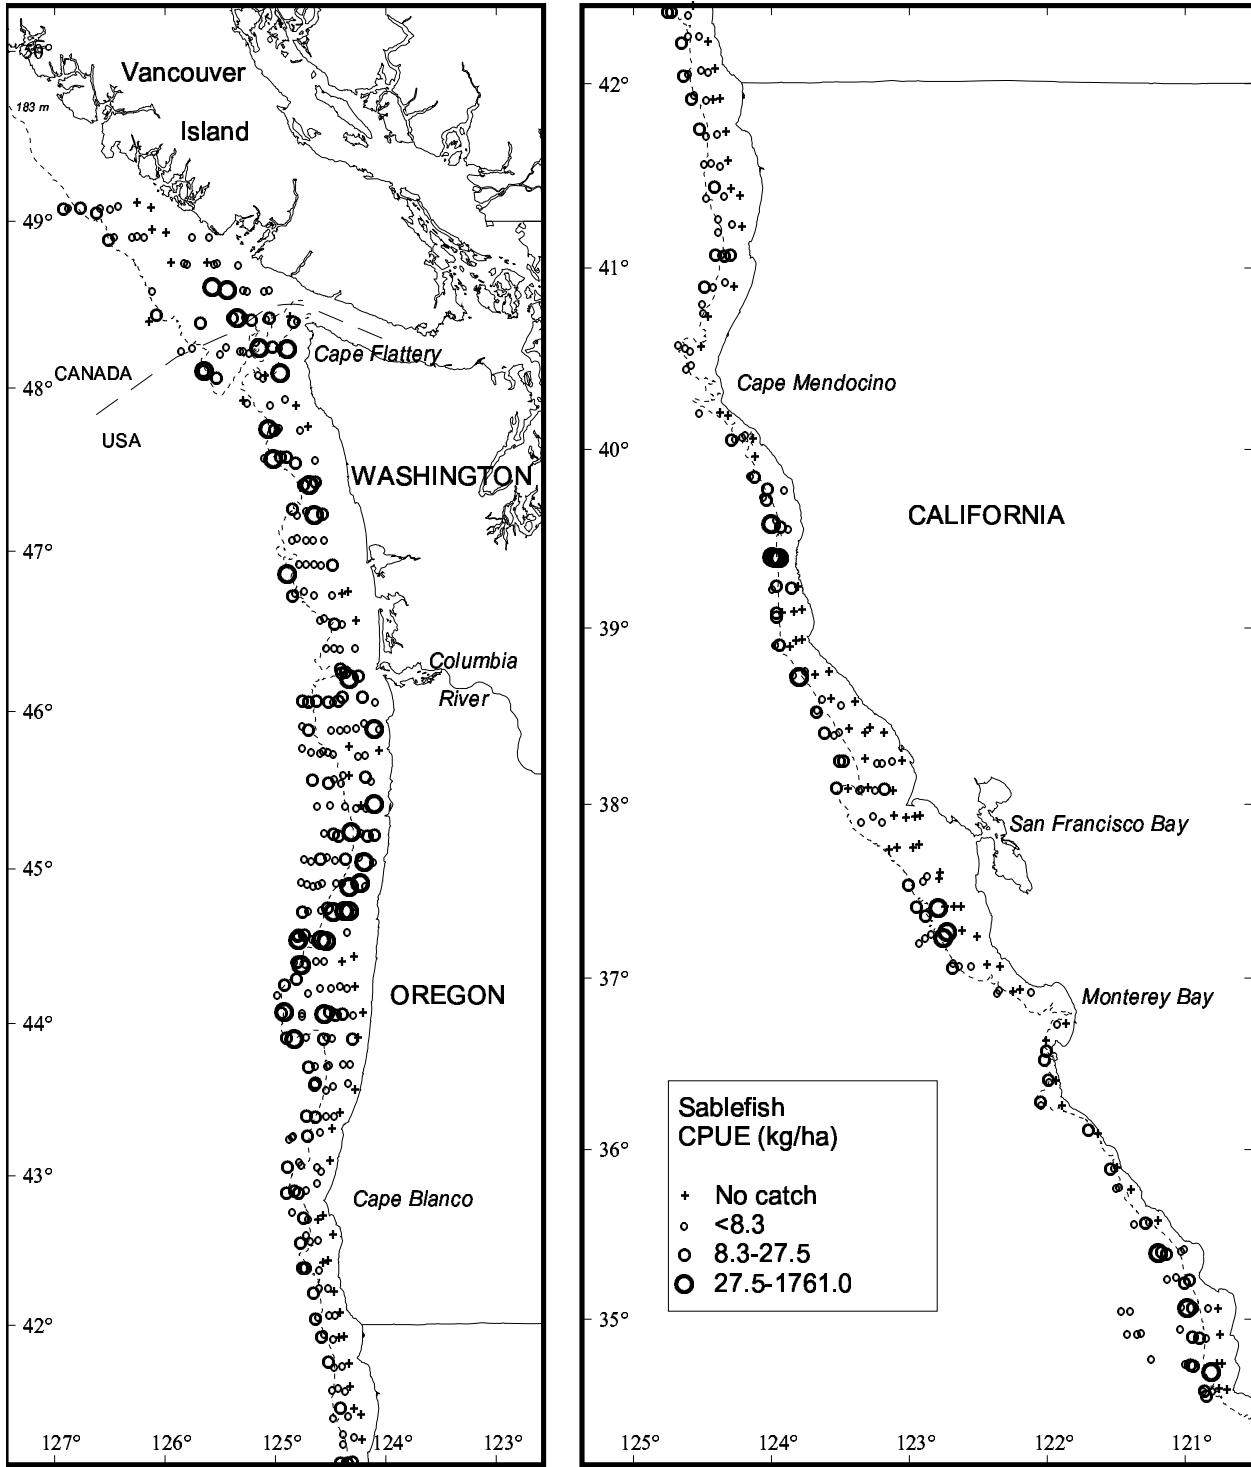 50°
Vancouver
Island
183 m
49°
48°
CANADA
USA
Cape Flattery
WASHINGTON
47°
Columbia
River
46°
45°
OREGON
44°
43°
Cape Blanco
42°
127°
126°
125°
124°
123°
42°
41°
Cape Mendocino
40°
CALIFORNIA
39°
38°
San Francisco Bay
37°
Monterey Bay
36°
35°
Sablefish
CPUE (kg/ha)
+ No catch
<8.3
8.3-27.5
27.5-1761.0
125°
124°
123°
122°
121°